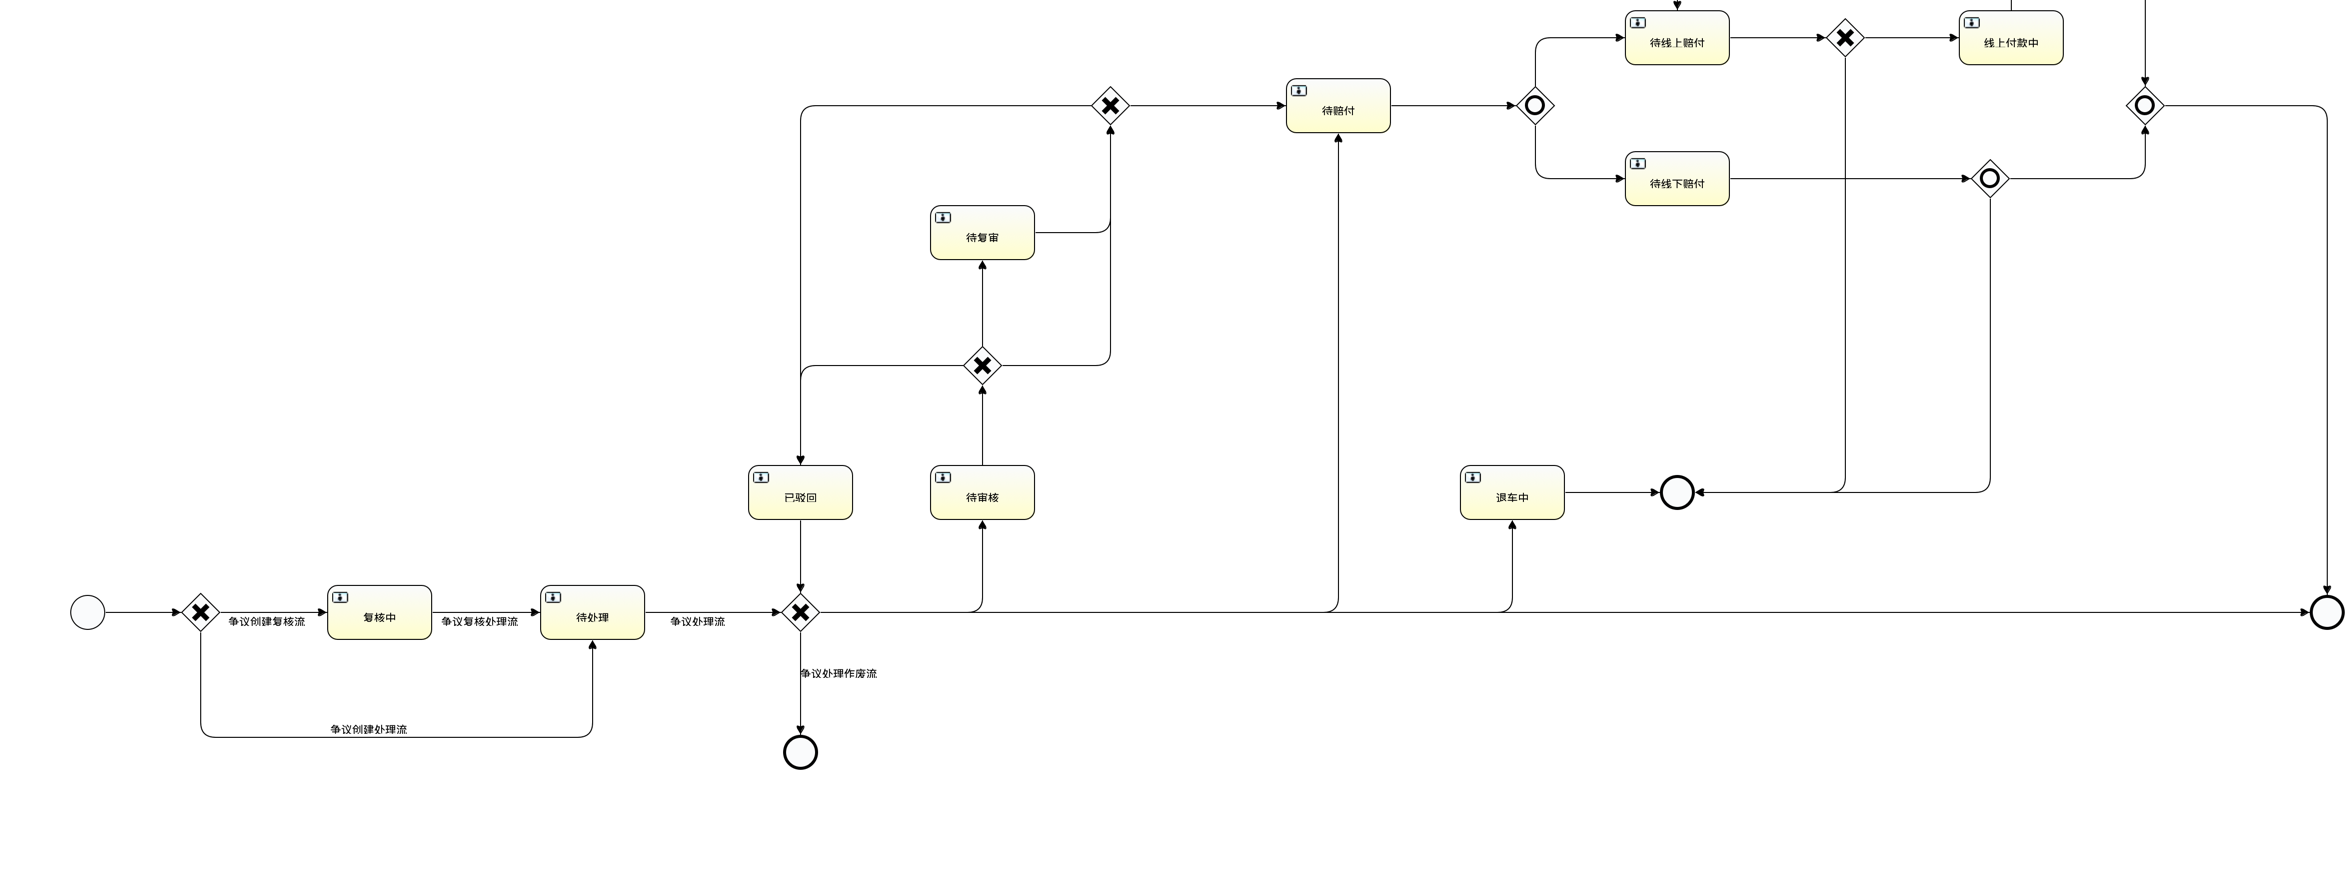 待线上赔付
线上付款中
待赔付
待线下赔付
待复审
已驳回
待审核
退车中
争议创建复核流
复核中
争议复核处理流
待处理
争议处理流
争议处理作废流
争议创建处理流